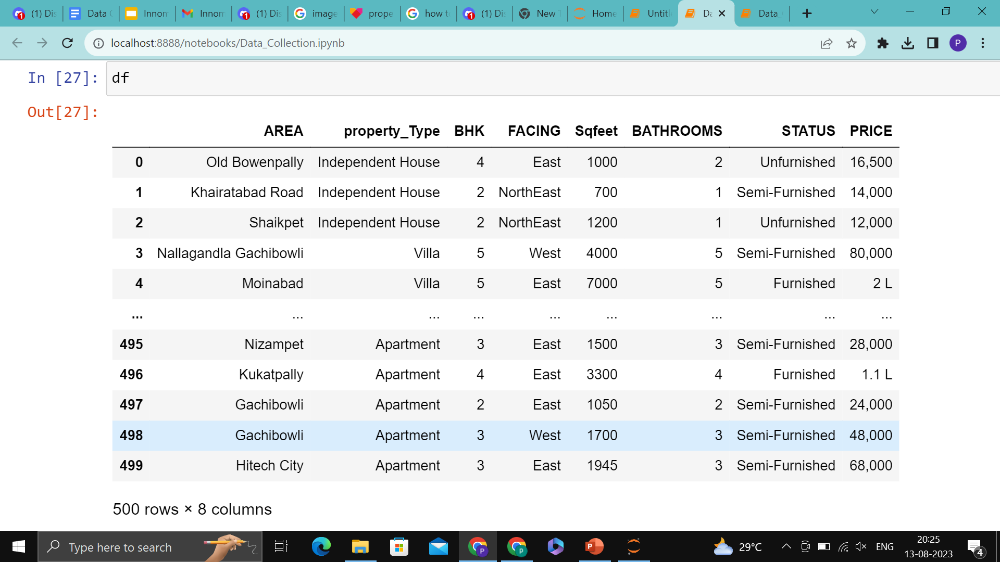 (1) Dis Data C Innom Innom (1) Dis image prope how to (1) Dis New T Home Untitle Da Data_
localhost:8888/notebooks/Data_Collection.ipynb P
In [27]: df
Out[27]:
AREA property_Type BHK FACING Sqfeet BATHROOMS STATUS PRICE
0 Old Bowenpally Independent House 4 East 1000 2 Unfurnished 16,500
1 Khairatabad Road Independent House 2 NorthEast 700 1 Semi-Furnished 14,000
2 Shaikpet Independent House 2 NorthEast 1200 1 Unfurnished 12,000
3 Nallagandla Gachibowli Villa 5 West 4000 5 Semi-Furnished 80,000
4 Moinabad Villa 5 East 7000 5 Furnished 2 L
... ... ... ... ... ... ... ... ...
495 Nizampet Apartment 3 East 1500 3 Semi-Furnished 28,000
496 Kukatpally Apartment 4 East 3300 4 Furnished 1.1 L
497 Gachibowli Apartment 2 East 1050 2 Semi-Furnished 24,000
498 Gachibowli Apartment 3 West 1700 3 Semi-Furnished 48,000
499 Hitech City Apartment 3 East 1945 3 Semi-Furnished 68,000
500 rows × 8 columns
Type here to search 29°C ENG 20:25
13-08-2023 4